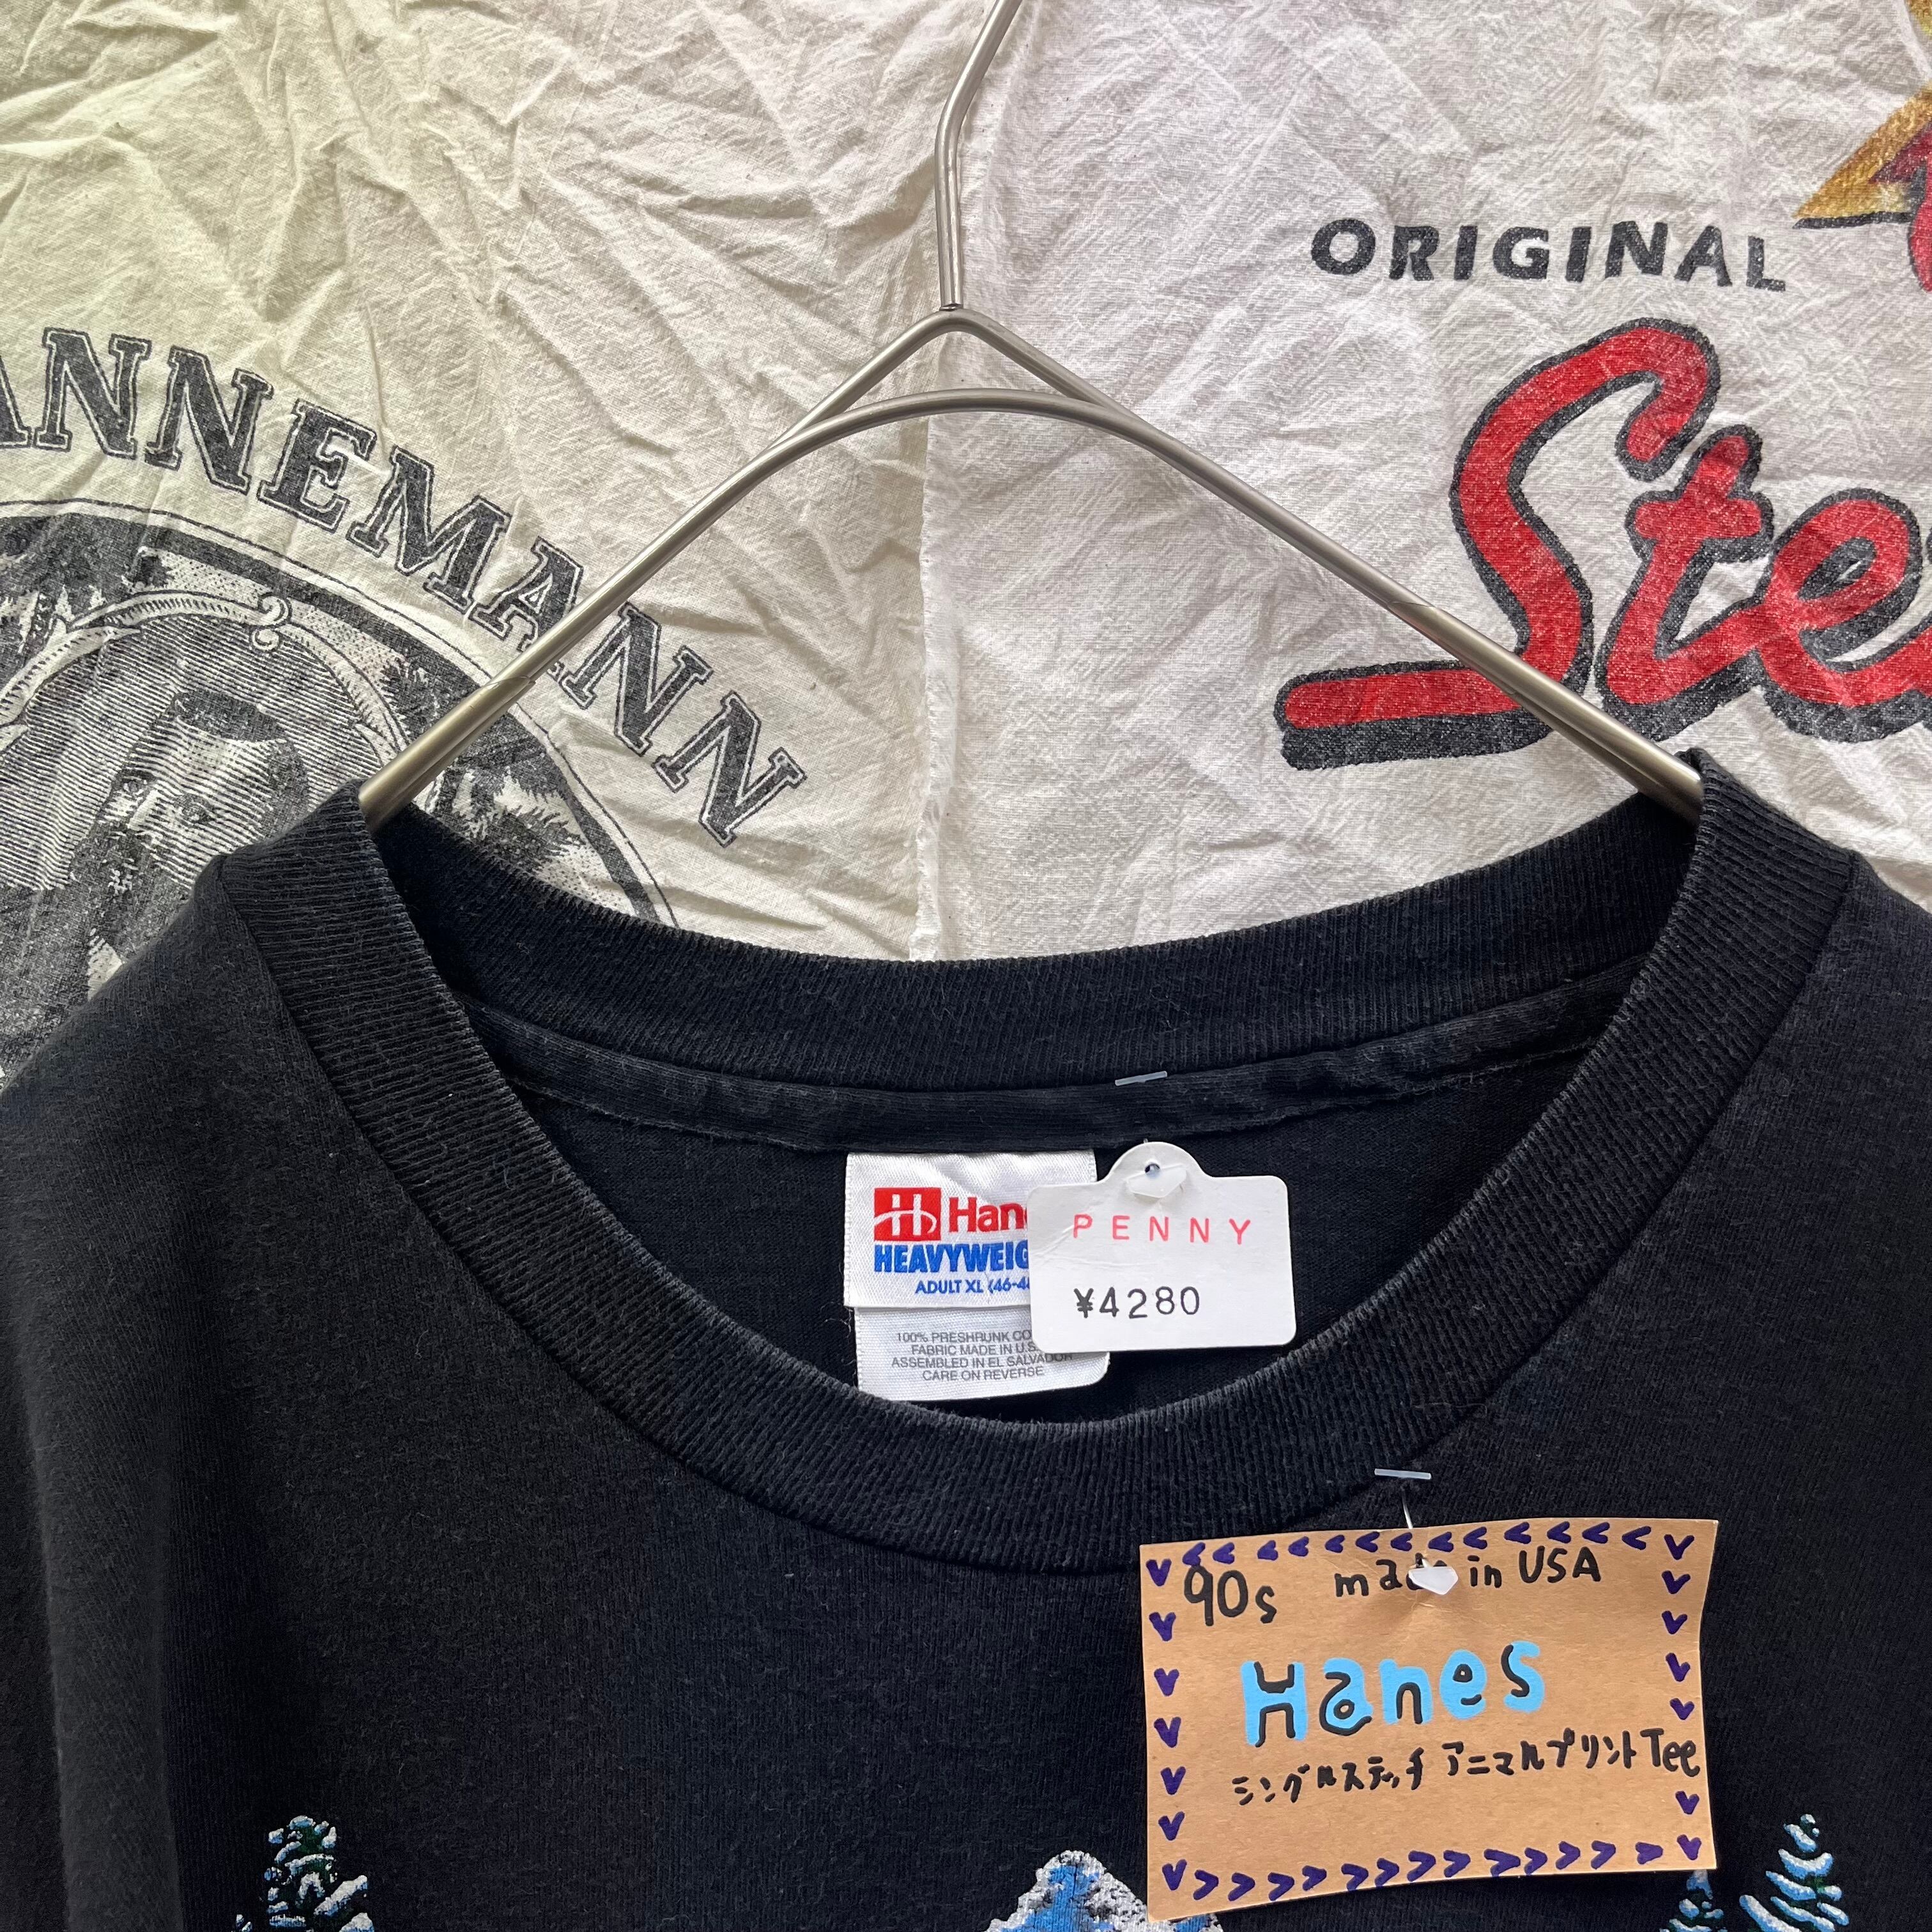 ANNEMANN
ORIGINAL
Ste
Han
HEAVYWEIG
ADULT XL (46-4
100% PRESHRUNK CO
FABRIC MADE IN U.S.
ASSEMBLED IN EL SALVADOR
CARE ON REVERSE
PENNY
¥4280
90s made in USA
Hanes
シングルステッチ アニマルプリントTee